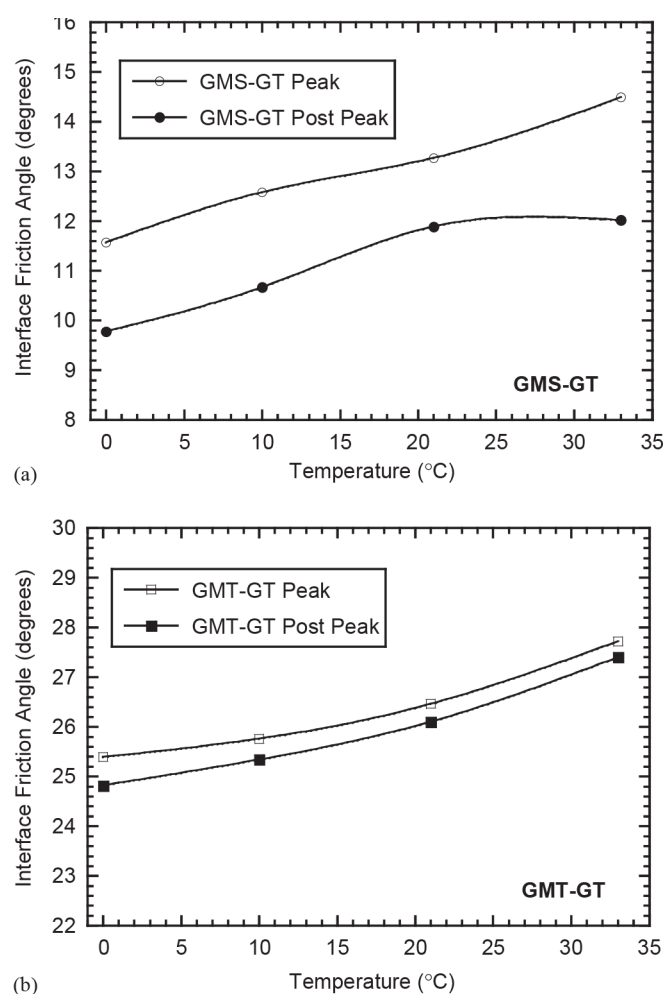 16
15
14
13
12
11
10
9
8
Interface Friction Angle (degrees)
GMS-GT Peak
GMS-GT Post Peak
GMS-GT
0 5 10 15 20 25 30 35
Temperature (°C)
(a)
30
29
28
27
26
25
24
23
22
Interface Friction Angle (degrees)
GMT-GT Peak
GMT-GT Post Peak
GMT-GT
0 5 10 15 20 25 30 35
Temperature (°C)
(b)